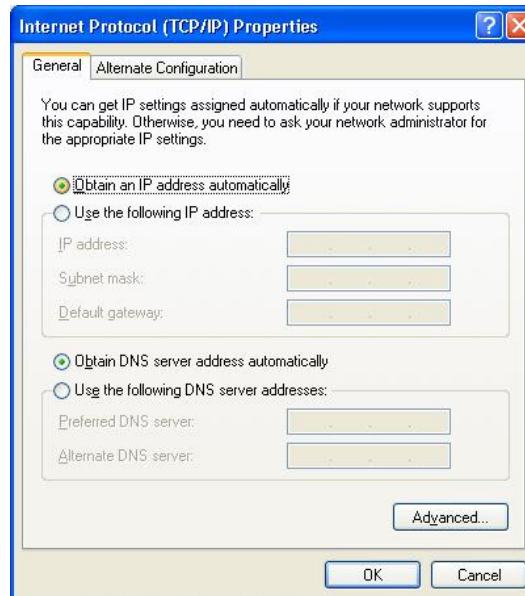 Internet Protocol (TCP/IP) Properties
General
Alternate Configuration
You can get IP settings assigned automatically if your network supports
this capability. Otherwise, you need to ask your network administrator for
the appropriate IP settings.
Obtain an IP address automatically
Use the following IP address:
IP address:
Subnet mask:
Default gateway:
Obtain DNS server address automatically
Use the following DNS server addresses:
Preferred DNS server:
Alternate DNS server:
Advanced...
OK
Cancel